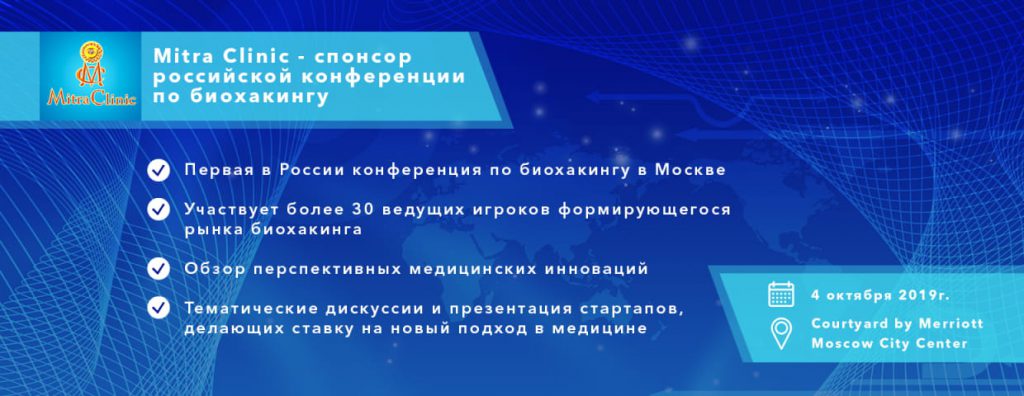 Mitra Clinic
Mitra Clinic - спонсор
российской конференции
по биохакингу
Первая в России конференция по биохакингу в Москве
Участвует более 30 ведущих игроков формирующегося
рынка биохакинга
Обзор перспективных медицинских инноваций
Тематические дискуссии и презентация стартапов,
делающих ставку на новый подход в медицине
4 октября 2019г.
Courtyard by Merriott
Moscow City Center